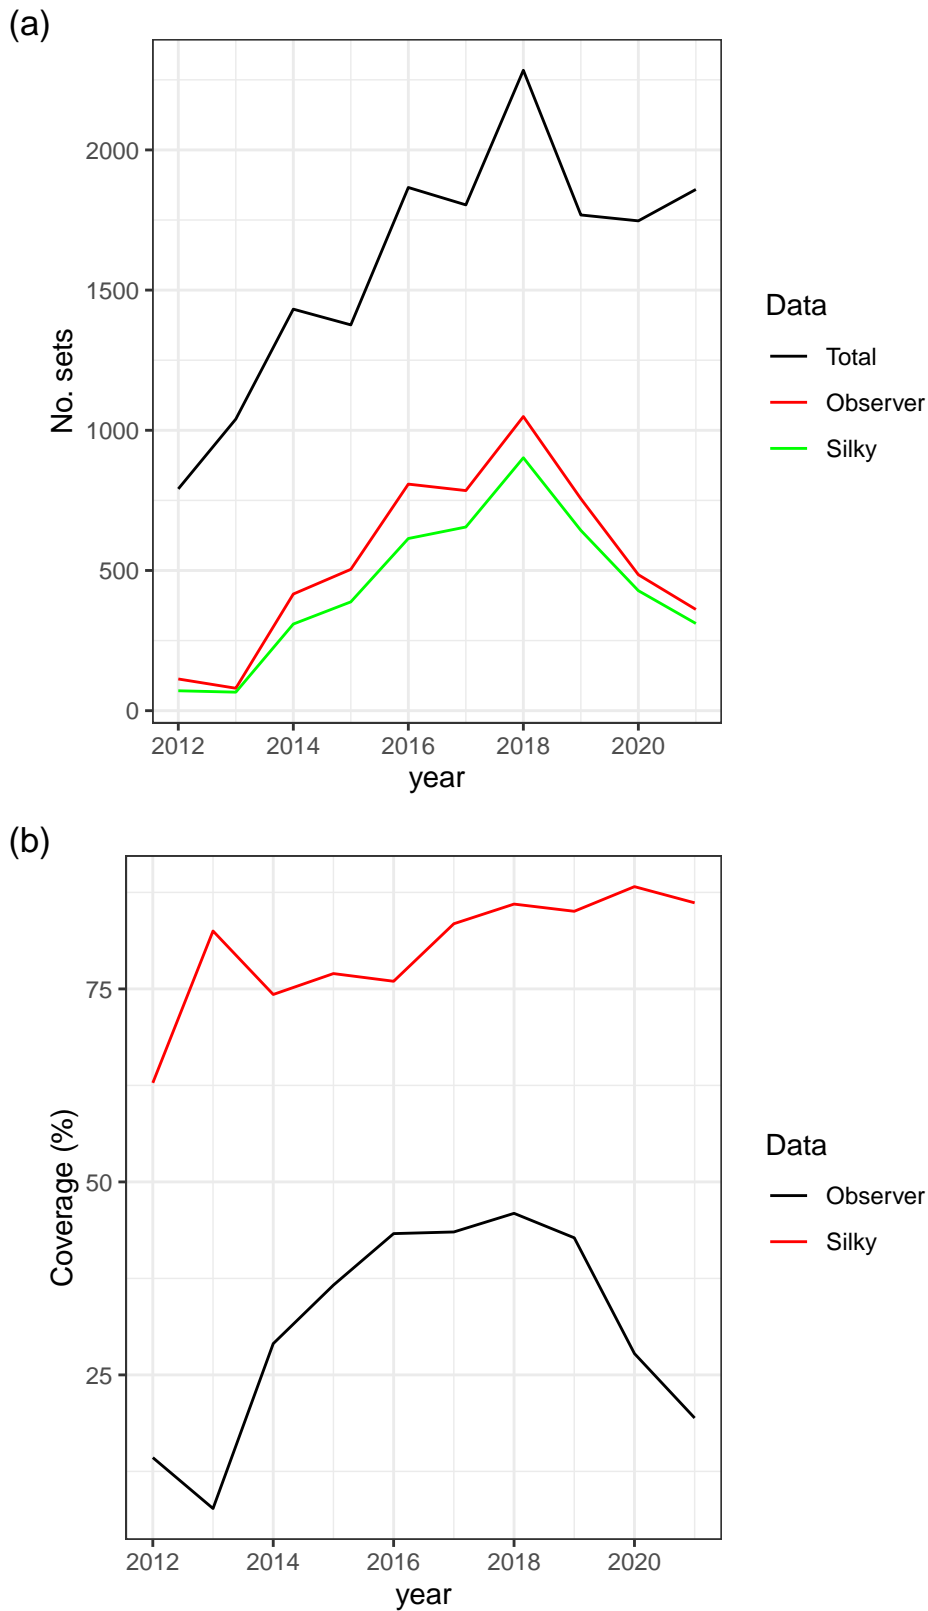 (a)
2000
1500
1000
500
0
No. sets
2012 2014 2016 2018 2020
year
Data
Total
Observer
Silky
(b)
75
50
25
Coverage (%)
2012 2014 2016 2018 2020
year
Data
Observer
Silky